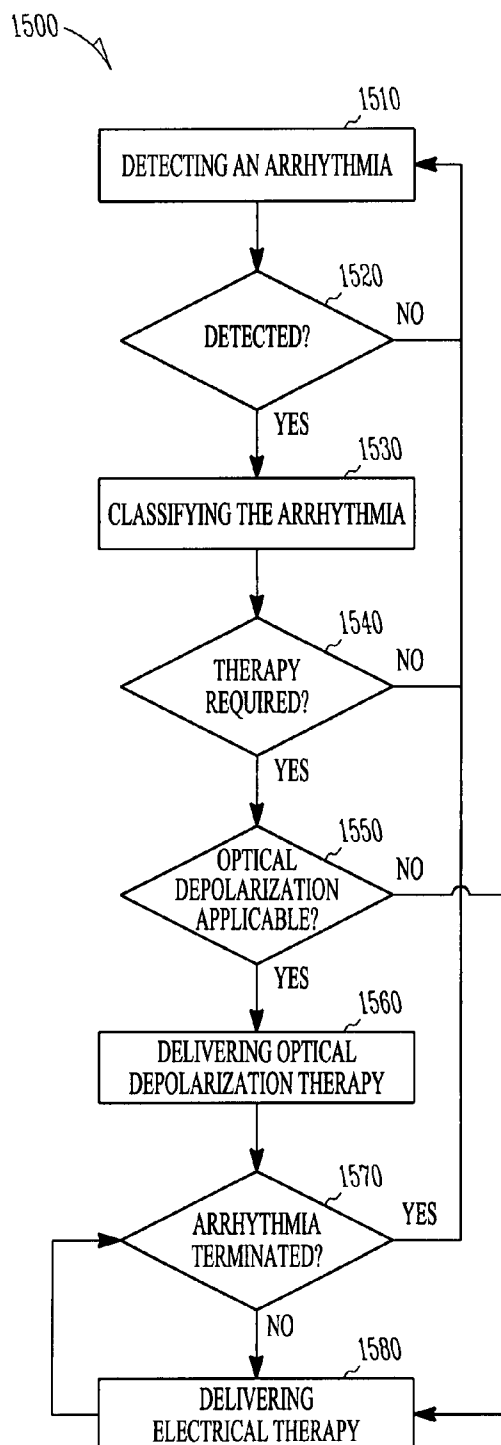 1500
1510
DETECTING AN ARRHYTHMIA
1520
DETECTED?
NO
YES
1530
CLASSIFYING THE ARRHYTHMIA
1540
THERAPY
REQUIRED?
NO
YES
1550
OPTICAL
DEPOLARIZATION
APPLICABLE?
NO
YES
1560
DELIVERING OPTICAL
DEPOLARIZATION THERAPY
1570
ARRHYTHMIA
TERMINATED?
YES
NO
1580
DELIVERING
ELECTRICAL THERAPY